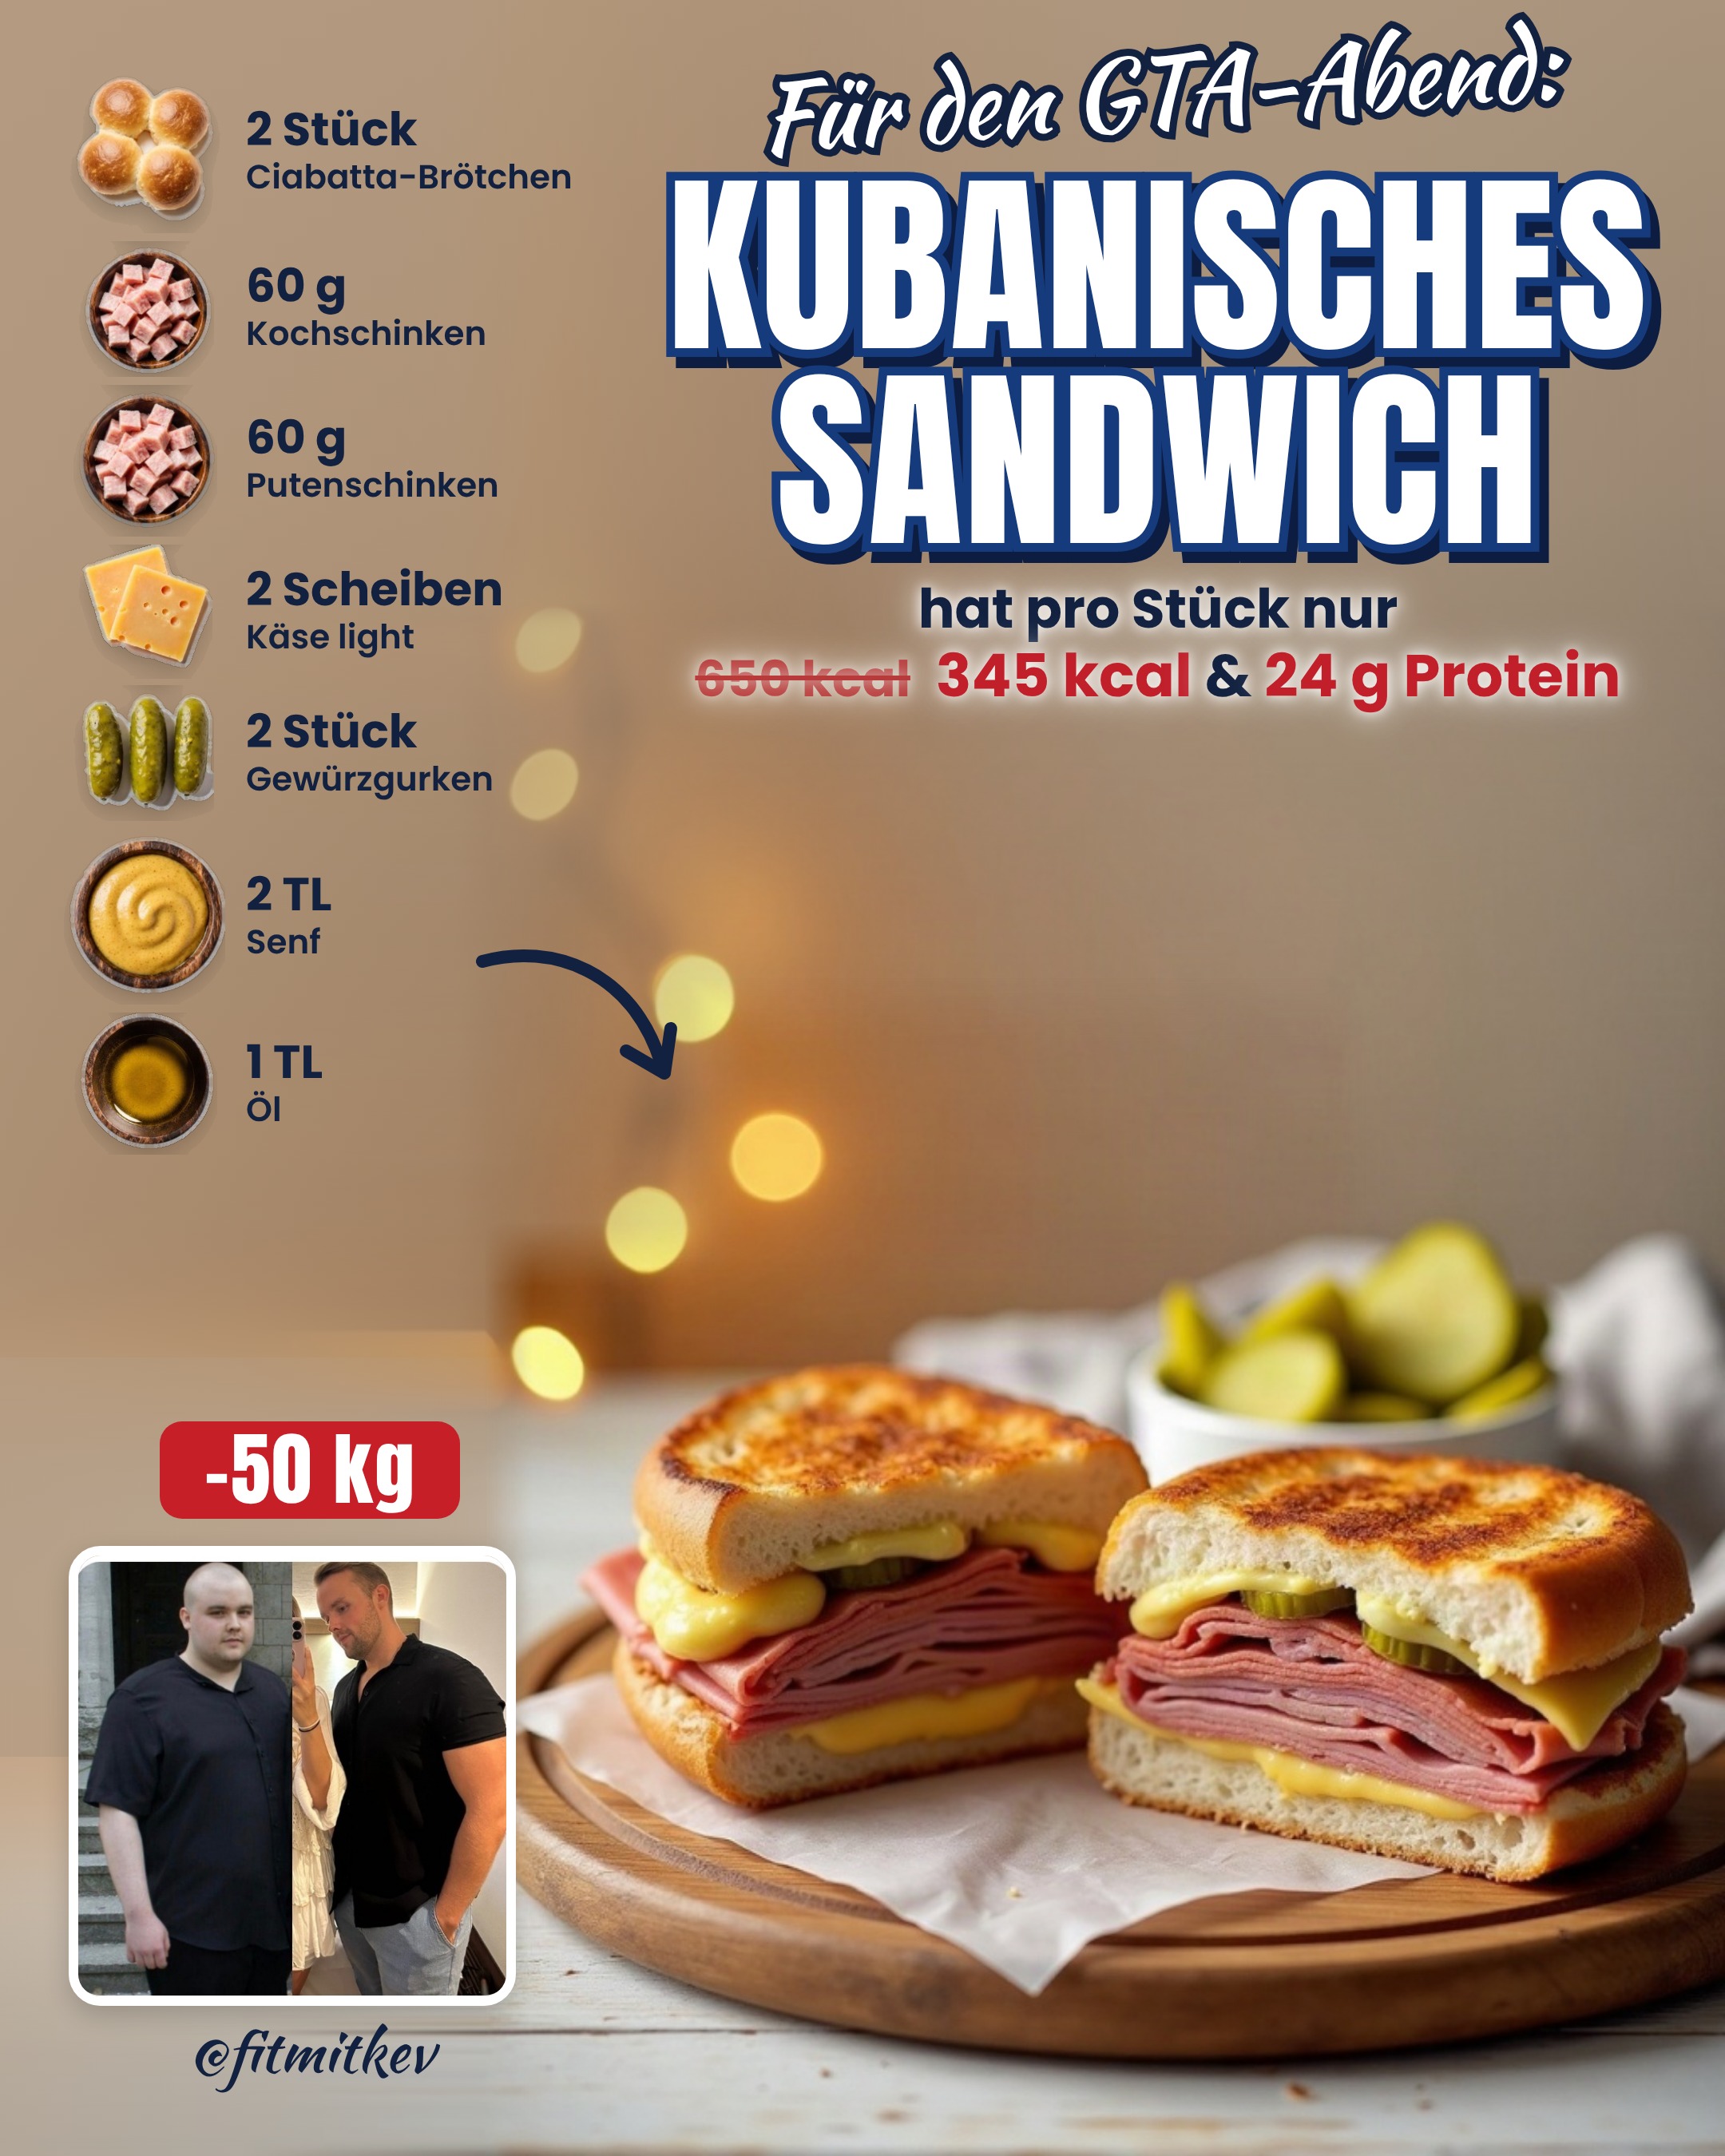 Für den GTA-Abend:
KUBANISCHES
SANDWICH
hat pro Stück nur
650 kcal 345 kcal & 24 g Protein
2 Stück
Ciabatta-Brötchen
60 g
Kochschinken
60 g
Putenschinken
2 Scheiben
Käse light
2 Stück
Gewürzgurken
2 TL
Senf
1 TL
Öl
-50 kg
@fitmitkev